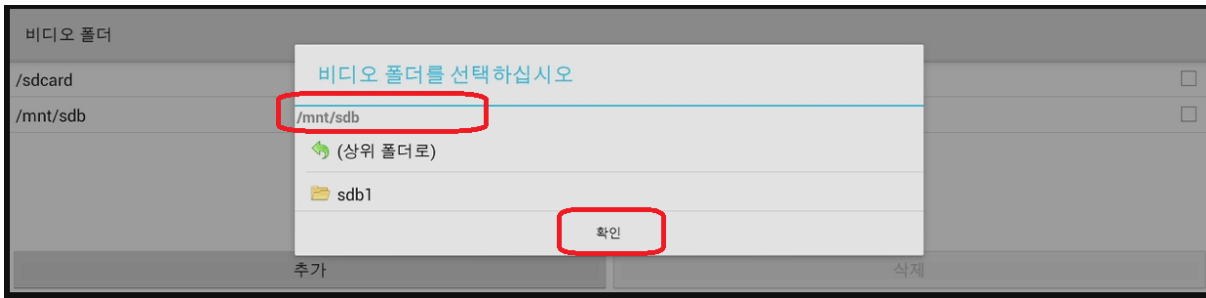 비디오 폴더
비디오 폴더를 선택하십시오
/sdcard
/mnt/sdb
/mnt/sdb
(상위 폴더로)
sdb1
확인
추가
삭제